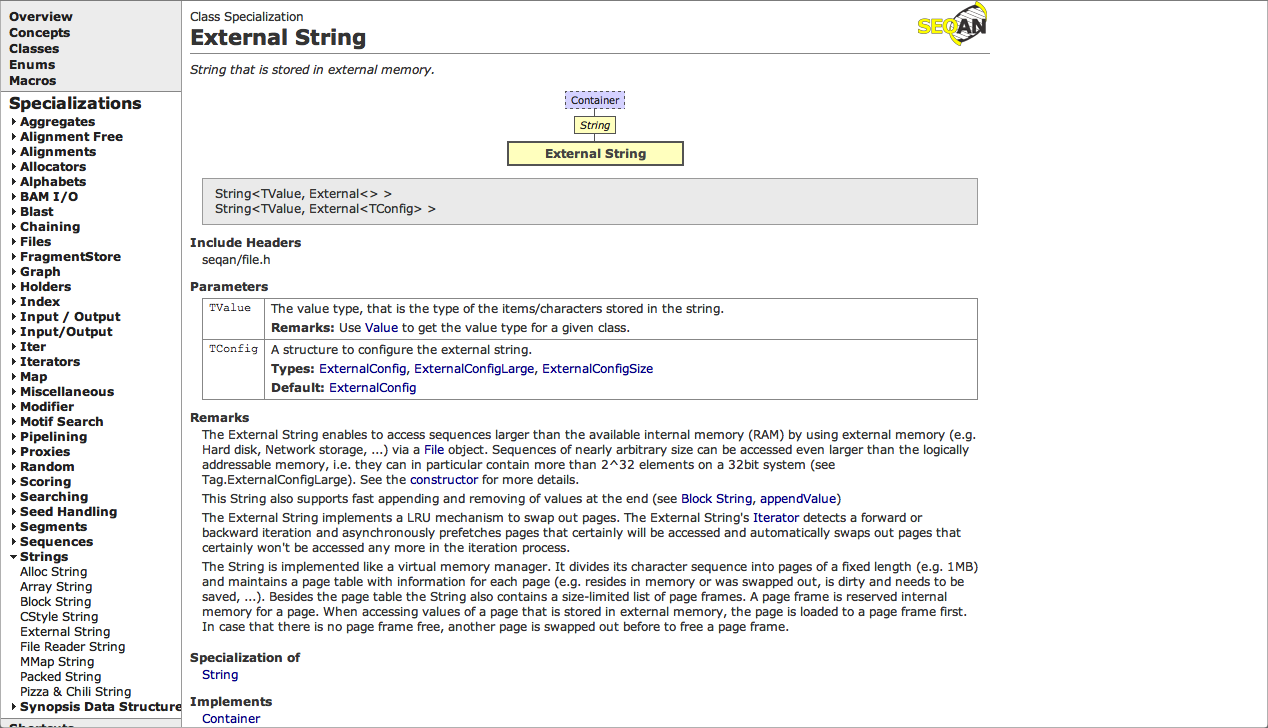 Overview
Concepts
Classes
Enums
Macros
Specializations
Aggregates
Alignment Free
Alignments
Allocators
Alphabets
BAM I/O
Blast
Chaining
Files
FragmentStore
Graph
Holders
Index
Input / Output
Input/Output
Iter
Iterators
Map
Miscellaneous
Modifier
Motif Search
Pipelining
Proxies
Random
Scoring
Searching
Seed Handling
Segments
Sequences
Strings
Alloc String
Array String
Block String
CStyle String
External String
File Reader String
MMap String
Packed String
Pizza & Chili String
Synopsis Data Structure
Class Specialization
External String
SEQAN
String that is stored in external memory.
Container
String
External String
String<TValue, External<> >
String<TValue, External<TConfig> >
Include Headers
seqan/file.h
Parameters
TValue
The value type, that is the type of the items/characters stored in the string.
Remarks: Use Value to get the value type for a given class.
TConfig
A structure to configure the external string.
Types: ExternalConfig, ExternalConfigLarge, ExternalConfigSize
Default: ExternalConfig
Remarks
The External String enables to access sequences larger than the available internal memory (RAM) by using external memory (e.g.
Hard disk, Network storage, ...) via a File object. Sequences of nearly arbitrary size can be accessed even larger than the logically
addressable memory, i.e. they can in particular contain more than 2^32 elements on a 32bit system (see
Tag.ExternalConfigLarge). See the constructor for more details.
This String also supports fast appending and removing of values at the end (see Block String, appendValue)
The External String implements a LRU mechanism to swap out pages. The External String's Iterator detects a forward or
backward iteration and asynchronously prefetches pages that certainly will be accessed and automatically swaps out pages that
certainly won't be accessed any more in the iteration process.
The String is implemented like a virtual memory manager. It divides its character sequence into pages of a fixed length (e.g. 1MB)
and maintains a page table with information for each page (e.g. resides in memory or was swapped out, is dirty and needs to be
saved, ...). Besides the page table the String also contains a size-limited list of page frames. A page frame is reserved internal
memory for a page. When accessing values of a page that is stored in external memory, the page is loaded to a page frame first.
In case that there is no page frame free, another page is swapped out before to free a page frame.
Specialization of
String
Implements
Container